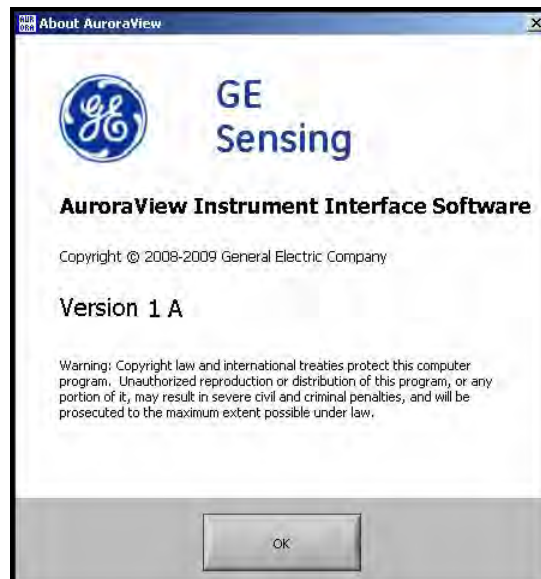 AUR
ORA
About AuroraView
GE
GE
Sensing
AuroraView Instrument Interface Software
Copyright © 2008-2009 General Electric Company
Version 1 A
Warning: Copyright law and international treaties protect this computer
program.  Unauthorized reproduction or distribution of this program, or any
portion of it, may result in severe civil and criminal penalties, and will be
prosecuted to the maximum extent possible under law.
OK